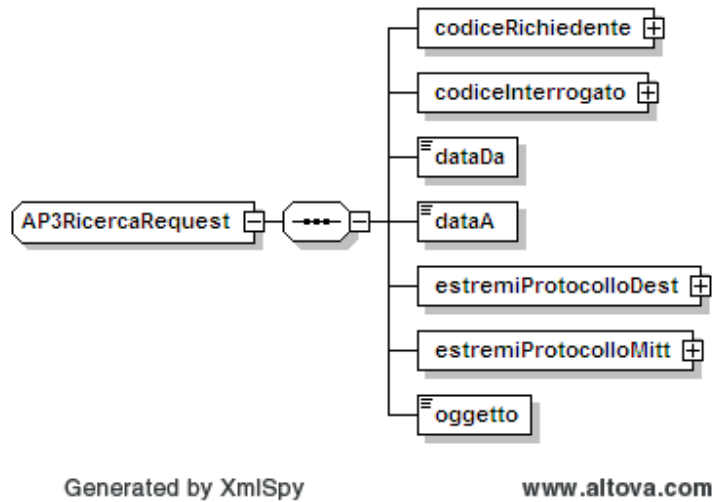 codiceRichiedente
codiceInterrogato
dataDa
AP3RicercaRequest
dataA
estremiProtocolloDest
estremiProtocolloMitt
oggetto
Generated by XmlSpy
www.altova.com